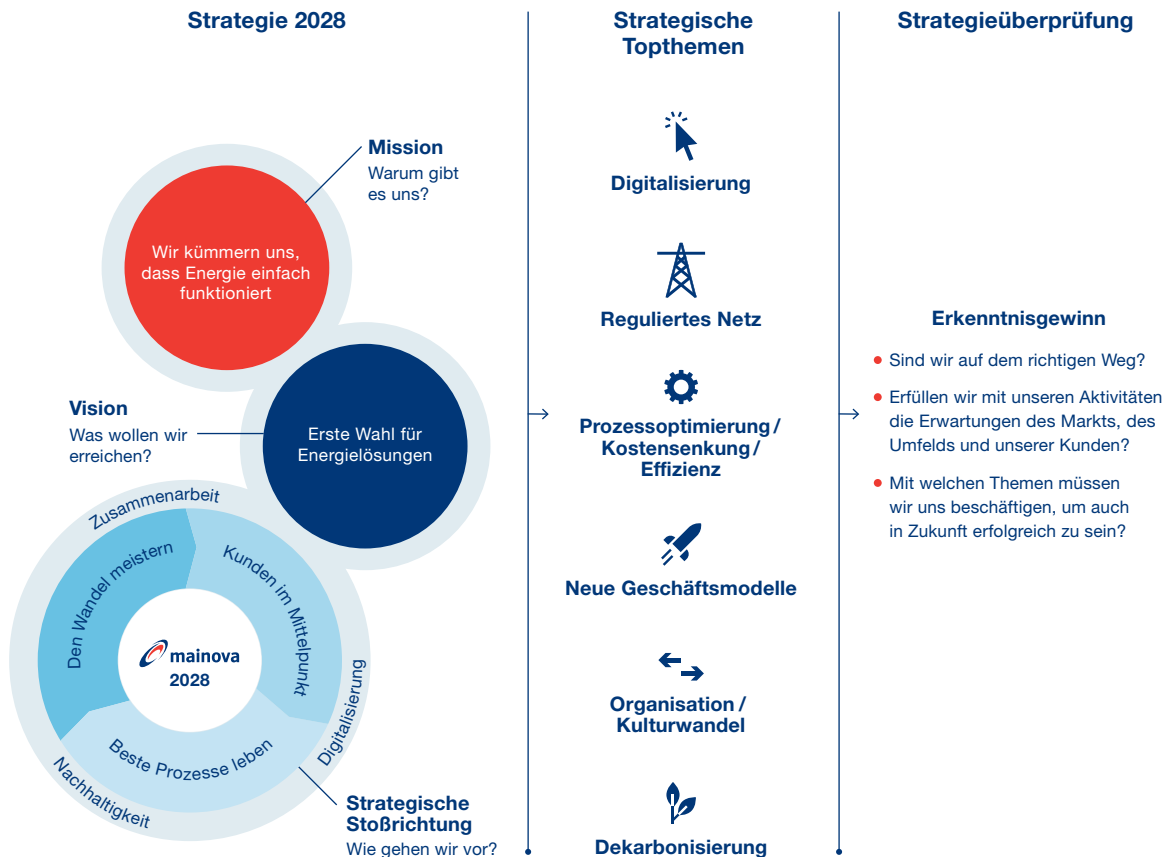 Strategie 2028
Mission
Warum gibt
es uns?
Wir kümmern uns,
dass Energie einfach
funktioniert
Vision
Was wollen wir
erreichen?
Erste Wahl für
Energielösungen
Zusammenarbeit
Den Wandel meistern
Kunden im Mittelpunkt
mainova
2028
Beste Prozesse leben
Digitalisierung
Nachhaltigkeit
Strategische
Stoßrichtung
Wie gehen wir vor?
Strategische
Topthemen
Digitalisierung
Reguliertes Netz
Prozessoptimierung /
Kostensenkung /
Effizienz
Neue Geschäftsmodelle
Organisation /
Kulturwandel
Dekarbonisierung
Strategieüberprüfung
Erkenntnisgewinn
• Sind wir auf dem richtigen Weg?
• Erfüllen wir mit unseren Aktivitäten
die Erwartungen des Markts, des
Umfelds und unserer Kunden?
• Mit welchen Themen müssen
wir uns beschäftigen, um auch
in Zukunft erfolgreich zu sein?